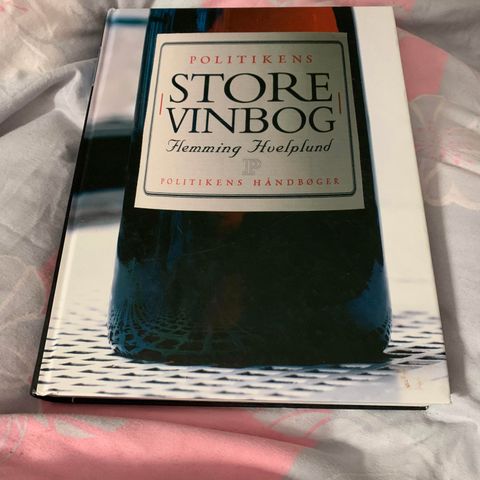 POLITIKENS
STORE
VINBOG
Hemming Hvelplund
P
POLITIKENS HÅNDBØGER